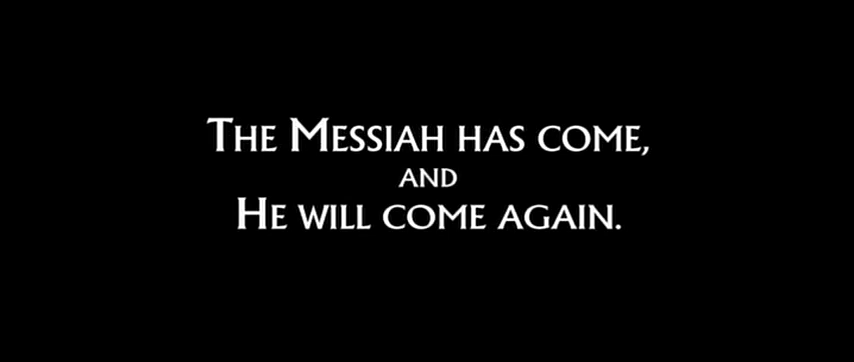 The Messiah has come,
and
He will come again.